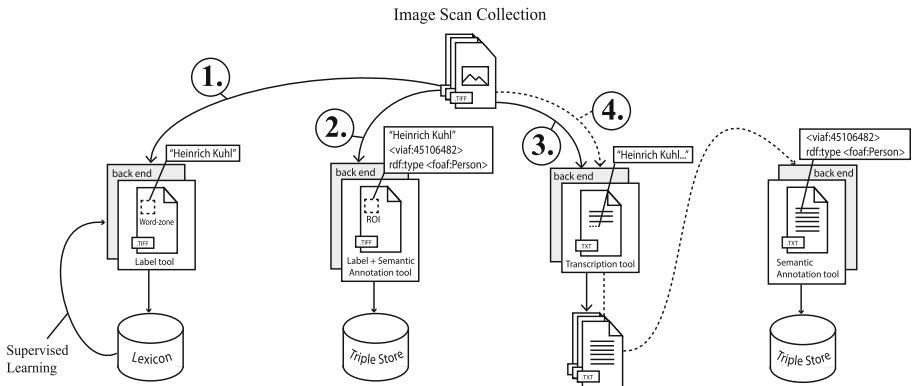 Image Scan Collection
.TIFF
1.
2.
3.
4.
"Heinrich Kuhl"
back end
Word-zone
.TIFF
Label tool
Lexicon
Supervised
Learning
"Heinrich Kuhl"
<viaf:45106482>
rdf:type <foaf:Person>
back end
ROI
.TIFF
Label + Semantic
Annotation tool
Triple Store
"Heinrich Kuhl..."
back end
.TXT
Transcription tool
.TXT
<viaf:45106482>
rdf:type <foaf:Person>
back end
.TXT
Semantic
Annotation tool
Triple Store